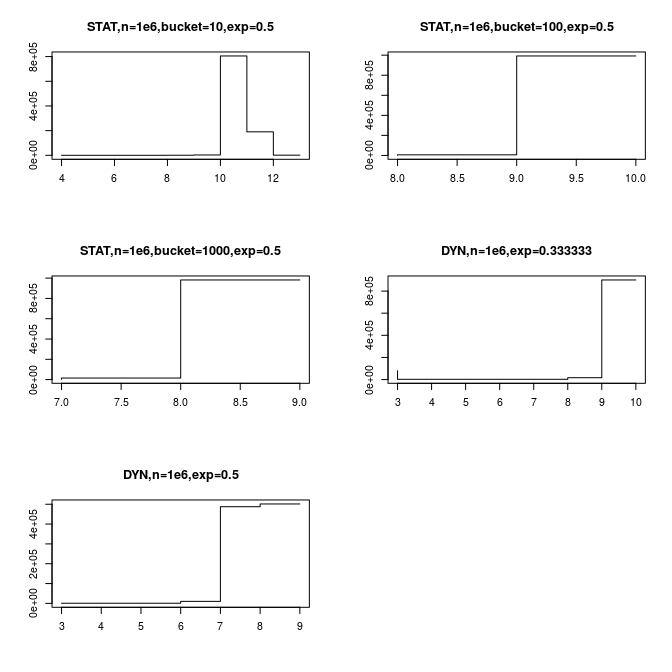 STAT,n=1e6,bucket=10,exp=0.5
0e+00 4e+05 8e+05
4 6 8 10 12
STAT,n=1e6,bucket=100,exp=0.5
0e+00 4e+05 8e+05
8.0 8.5 9.0 9.5 10.0
STAT,n=1e6,bucket=1000,exp=0.5
0e+00 4e+05 8e+05
7.0 7.5 8.0 8.5 9.0
DYN,n=1e6,exp=0.333333
0e+00 4e+05 8e+05
3 4 5 6 7 8 9 10
DYN,n=1e6,exp=0.5
0e+00 2e+05 4e+05
3 4 5 6 7 8 9